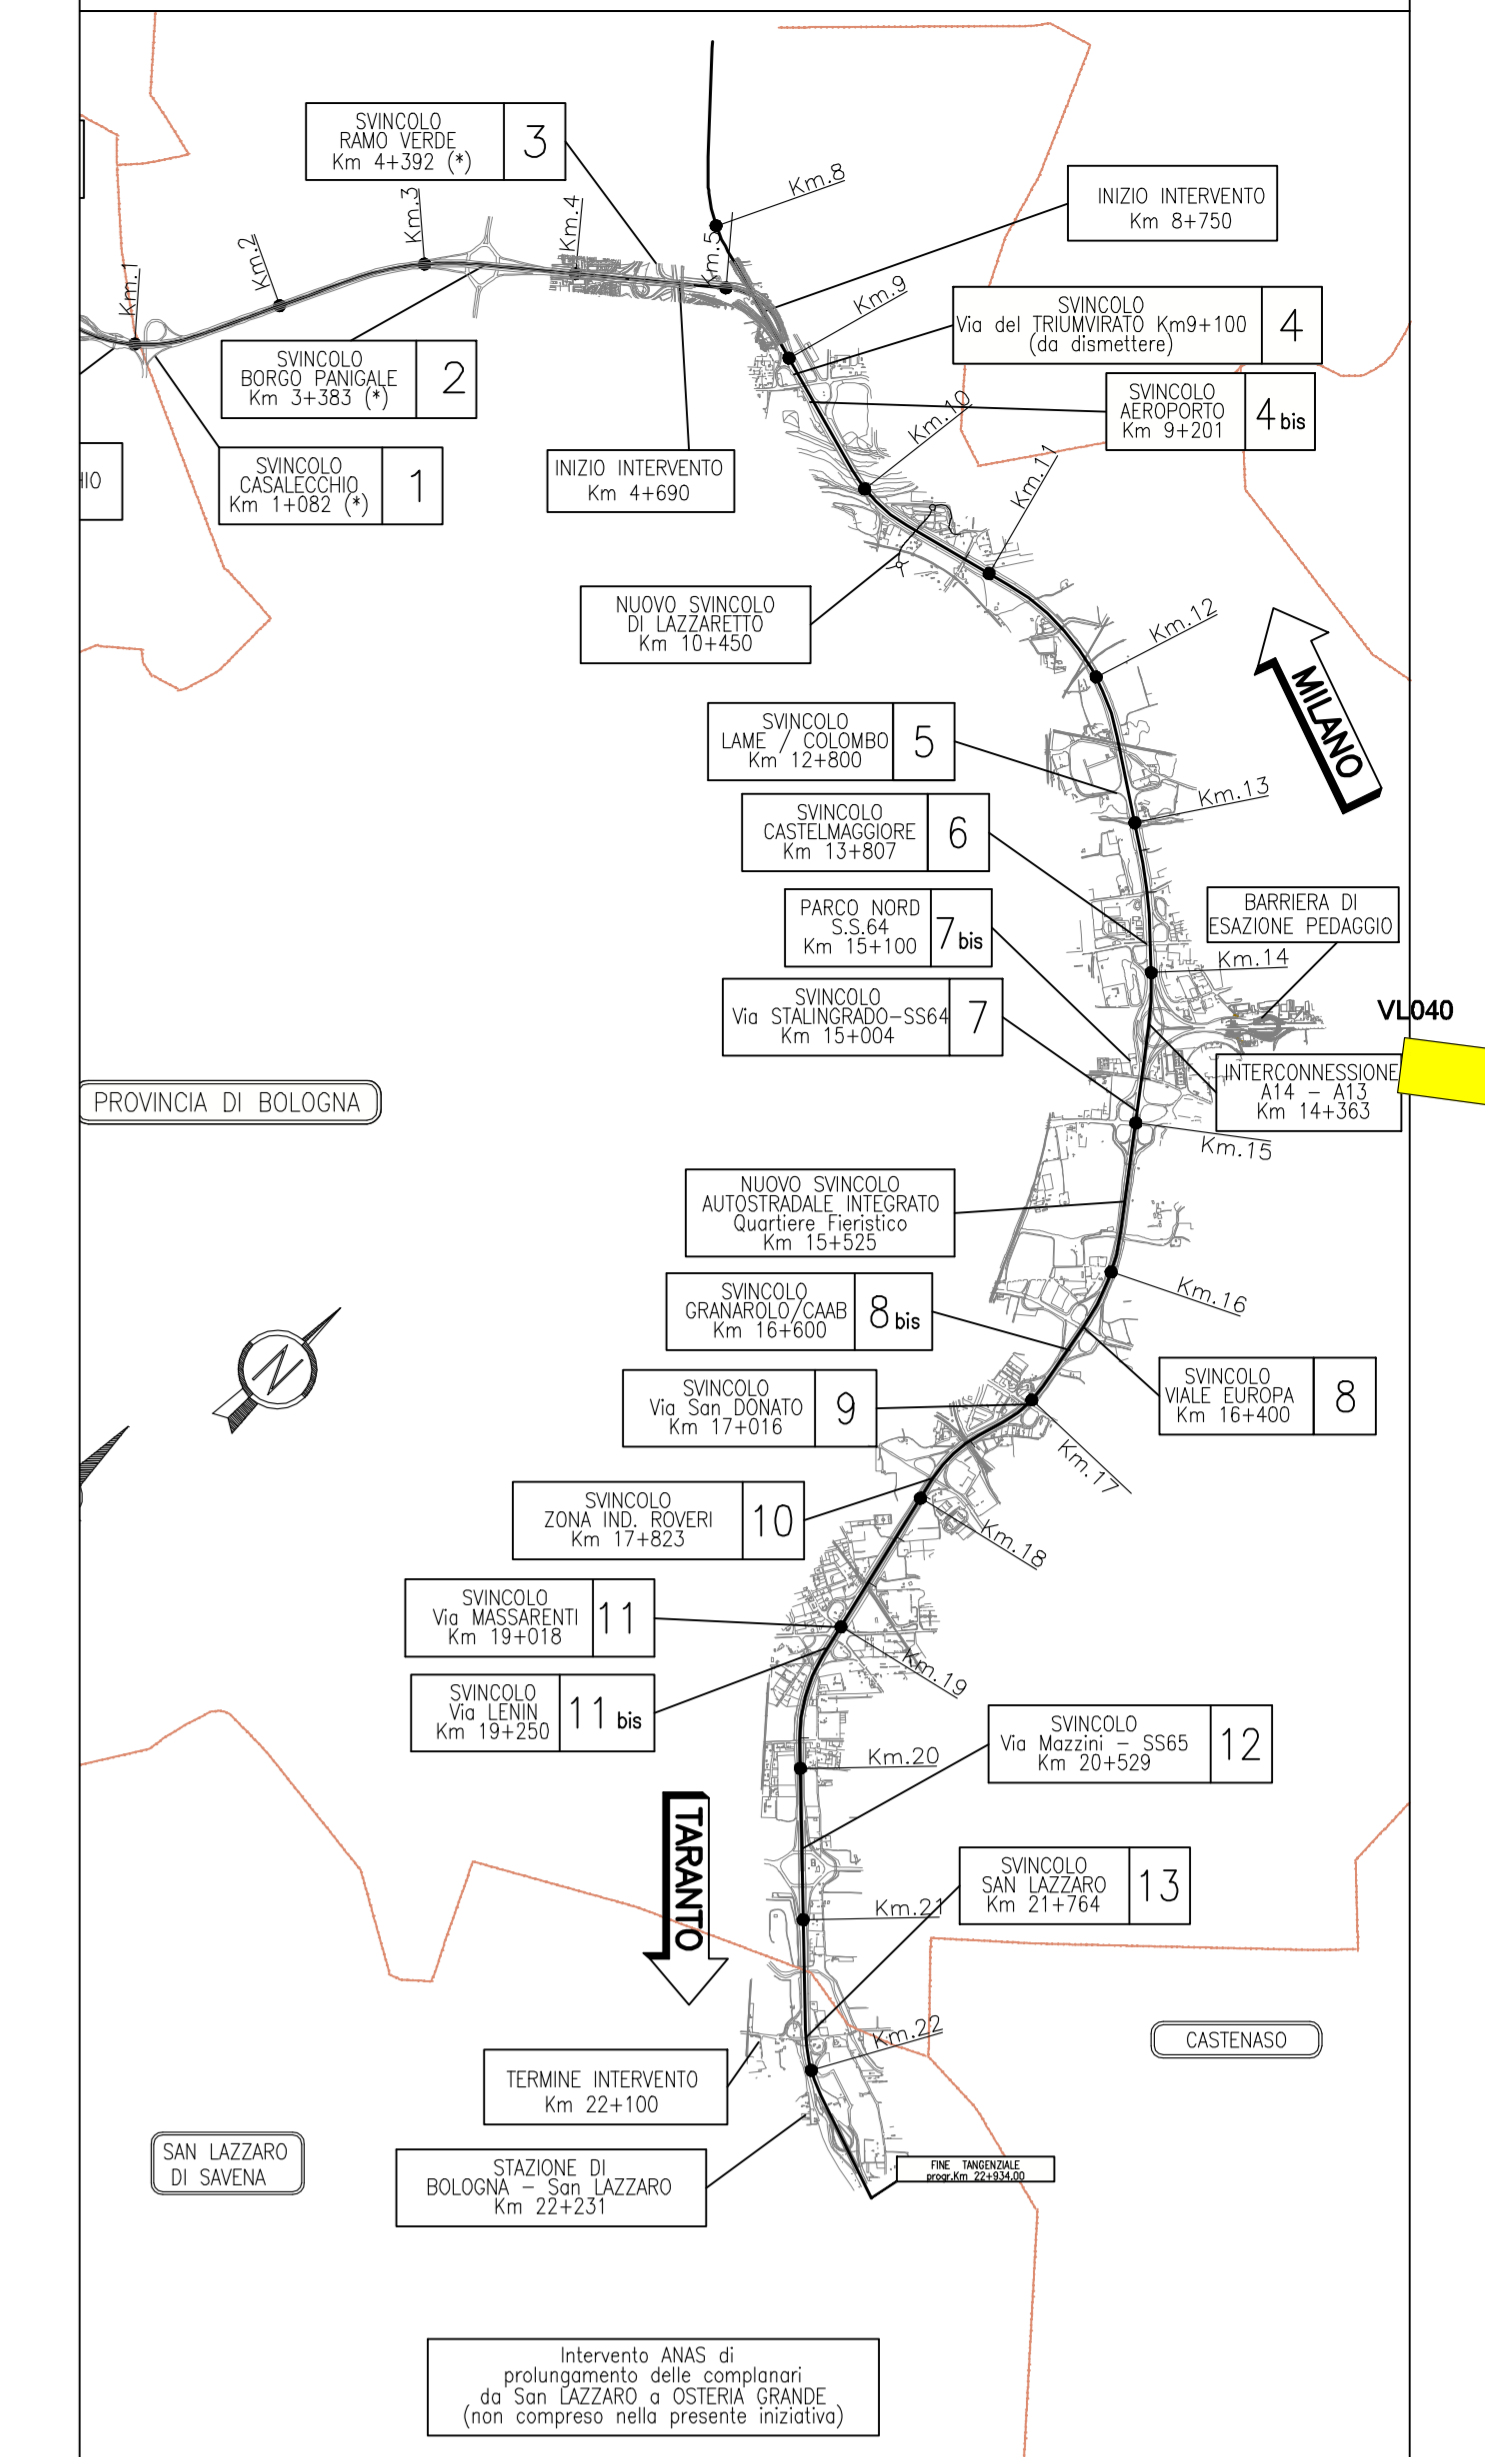 SVINCOLO
RAMO VERDE
Km 4+392 (*)
3
Km.8
INIZIO INTERVENTO
Km 8+750
Km.1
Km.2
Km.3
Km.4
Km.5
Km.9
SVINCOLO
Via del TRIUMVIRATO Km9+100
(da dismettere)
4
SVINCOLO
BORGO PANIGALE
Km 3+383 (*)
2
SVINCOLO
AEROPORTO
Km 9+201
4 bis
Km.10
HIO
SVINCOLO
CASALECCHIO
Km 1+082 (*)
1
INIZIO INTERVENTO
Km 4+690
Km.11
NUOVO SVINCOLO
DI LAZZARETTO
Km 10+450
Km.12
MILANO
SVINCOLO
LAME / COLOMBO
Km 12+800
5
Km.13
SVINCOLO
CASTELMAGGIORE
Km 13+807
6
PARCO NORD
S.S.64
Km 15+100
7 bis
BARRIERA DI
ESAZIONE PEDAGGIO
Km.14
SVINCOLO
Via STALINGRADO-SS64
Km 15+004
7
VL040
INTERCONNESSIONE
A14 - A13
Km 14+363
PROVINCIA DI BOLOGNA
Km.15
NUOVO SVINCOLO
AUTOSTRADALE INTEGRATO
Quartiere Fieristico
Km 15+525
Km.16
SVINCOLO
GRANAROLO/CAAB
Km 16+600
8 bis
N
SVINCOLO
VIALE EUROPA
Km 16+400
8
SVINCOLO
Via San DONATO
Km 17+016
9
Km.17
SVINCOLO
ZONA IND. ROVERI
Km 17+823
10
Km.18
SVINCOLO
Via MASSARENTI
Km 19+018
11
Km.19
SVINCOLO
Via LENIN
Km 19+250
11 bis
Km.20
SVINCOLO
Via Mazzini - SS65
Km 20+529
12
TARANTO
SVINCOLO
SAN LAZZARO
Km 21+764
13
Km.21
Km.22
CASTENASO
TERMINE INTERVENTO
Km 22+100
SAN LAZZARO
DI SAVENA
STAZIONE DI
BOLOGNA - San LAZZARO
Km 22+231
FINE TANGENZIALE
progr.Km 22+934.00
Intervento ANAS di
prolungamento delle complanari
da San LAZZARO a OSTERIA GRANDE
(non compreso nella presente iniziativa)